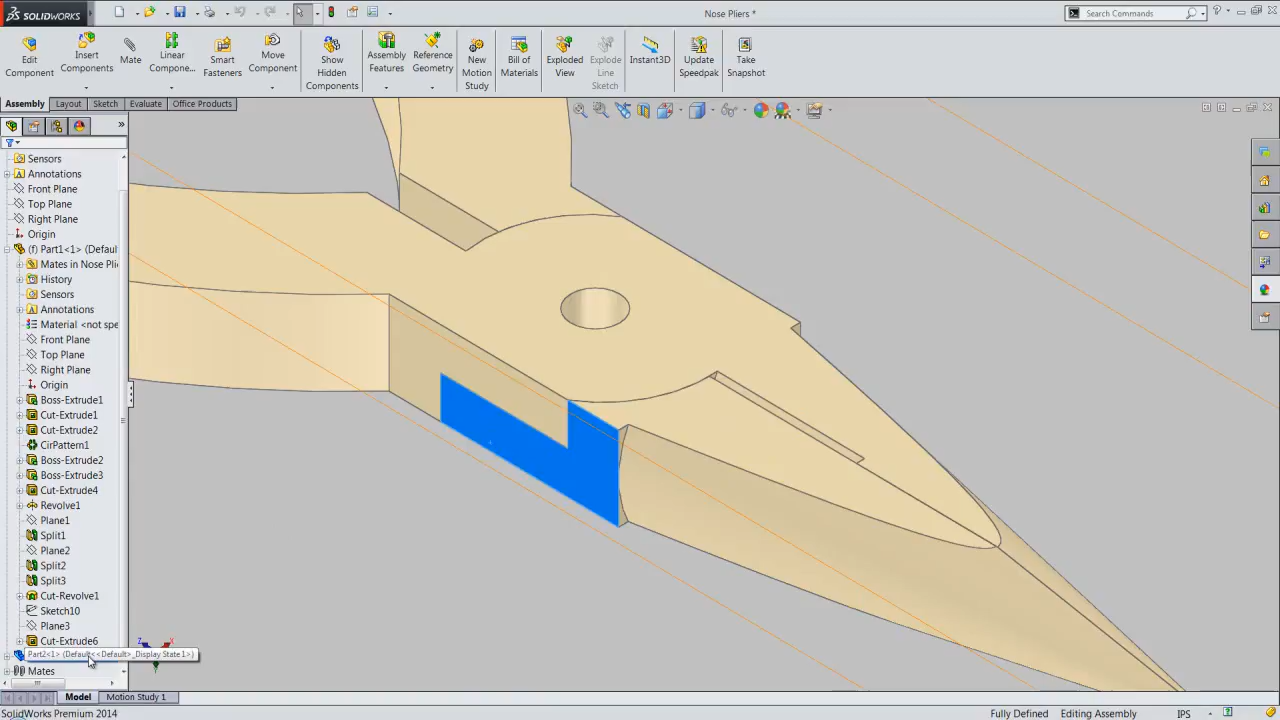 SOLIDWORKS
Nose Pliers *
Search Commands
Edit Component
Insert Components
Mate
Linear Compone...
Smart Fasteners
Move Component
Show Hidden Components
Assembly Features
Reference Geometry
New Motion Study
Bill of Materials
Exploded View
Explode Line Sketch
Instant3D
Update Speedpak
Take Snapshot
Assembly
Layout
Sketch
Evaluate
Office Products
Sensors
Annotations
Front Plane
Top Plane
Right Plane
Origin
(f) Part1<1> (Defaul
Mates in Nose Pli
History
Sensors
Annotations
Material <not spe
Front Plane
Top Plane
Right Plane
Origin
Boss-Extrude1
Cut-Extrude1
Cut-Extrude2
CirPattern1
Boss-Extrude2
Boss-Extrude3
Cut-Extrude4
Revolve1
Plane1
Split1
Plane2
Split2
Split3
Cut-Revolve1
Sketch10
Plane3
Cut-Extrude6
Part2<1> (Default<<Default>_Display State 1>)
Mates
Z X
Model
Motion Study 1
SolidWorks Premium 2014
Fully Defined
Editing Assembly
IPS